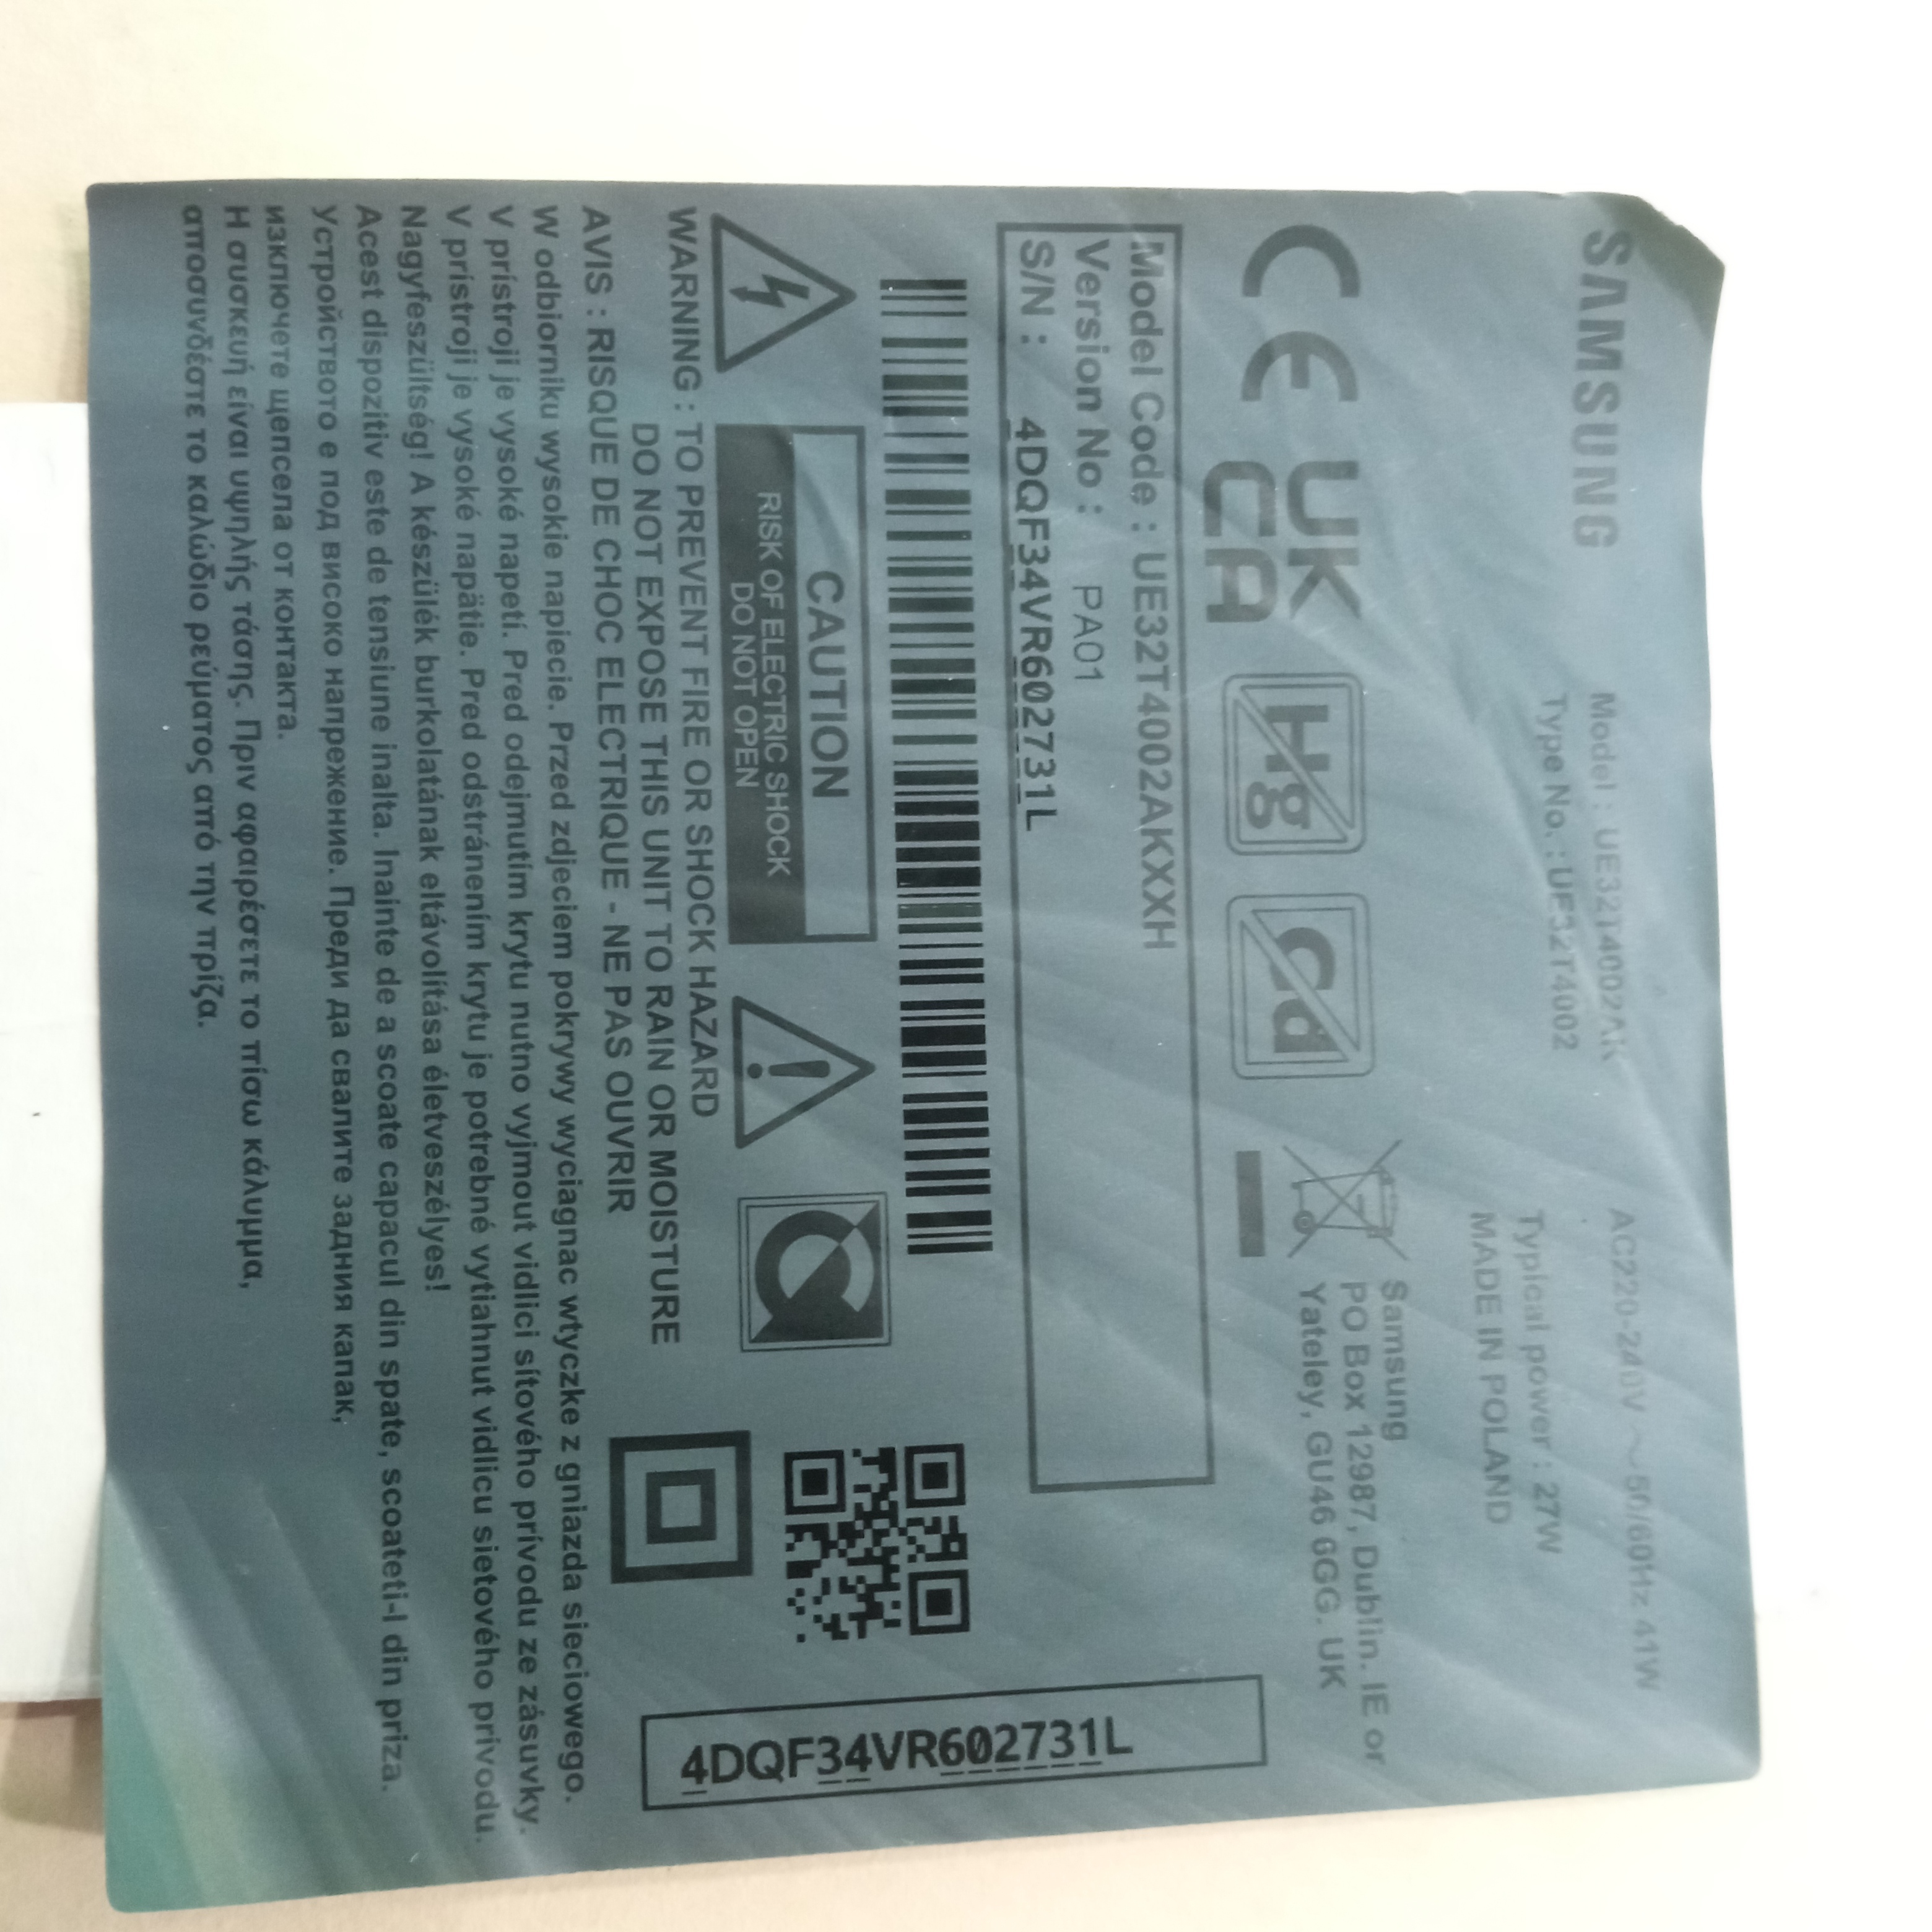 SAMSUNG
Model : UE32T4002AK
Type No. : UE32T4002
AC220-240V ~ 50/60Hz 41W
Typical power : 27W
MADE IN POLAND
CE
UK
CA
Hg
Cd
Samsung
PO Box 12987, Dublin. IE or
Yateley, GU46 6GG. UK
Model Code : UE32T4002AKXXH
Version No : PA01
S/N : 4DQF34VR602731L
CAUTION
RISK OF ELECTRIC SHOCK
DO NOT OPEN
WARNING : TO PREVENT FIRE OR SHOCK HAZARD
DO NOT EXPOSE THIS UNIT TO RAIN OR MOISTURE
AVIS : RISQUE DE CHOC ELECTRIQUE - NE PAS OUVRIR
W odbiorniku wysokie napiecie. Przed zdjeciem pokrywy wyciagnac wtyczke z gniazda sieciowego.
V prístroji je vysoké napetí. Pred odejmutím krytu nutno vyjmout vidlici sítového prívodu ze zásuvky.
V prístroji je vysoké napätie. Pred odstránením krytu je potrebné vytiahnut vidlicu sietového prívodu.
Nagyfeszültség! A készülék burkolatának eltávolítása életveszélyes!
Acest dispozitiv este de tensiune inalta. Inainte de a scoate capacul din spate, scoateti-l din priza.
Устройството е под високо напрежение. Преди да свалите задния капак,
изключете щепсела от контакта.
Η συσκευή είναι υψηλής τάσης. Πριν αφαιρέσετε το πίσω κάλυμμα,
αποσυνδέστε το καλώδιο ρεύματος από την πρίζα.
4DQF34VR602731L